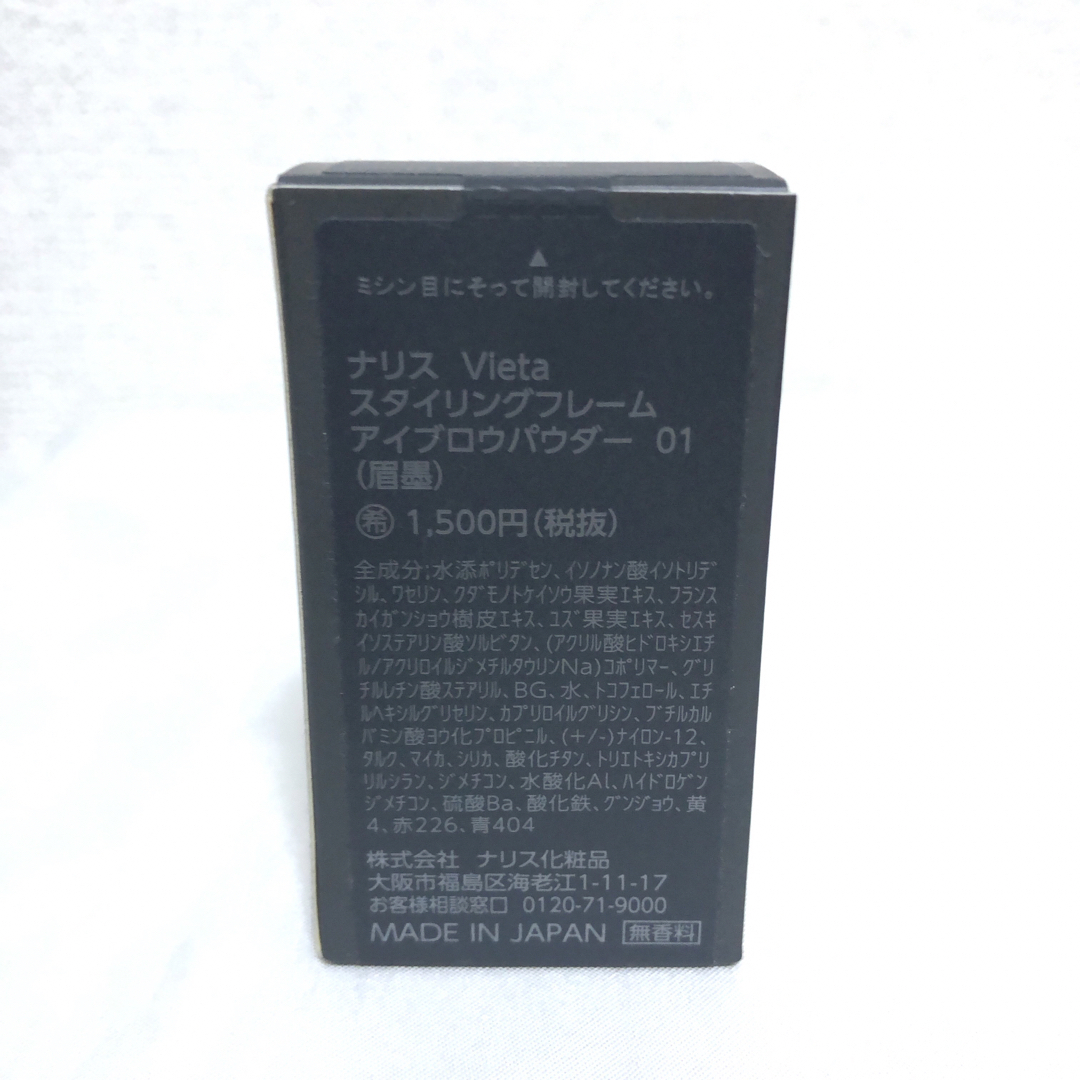 ▲
ミシン目にそって開封してください。
ナリス Vieta
スタイリングフレーム
アイブロウパウダー 01
(眉墨)
㊒希 1,500円(税抜)
全成分;水添ポリデセン、イソノナン酸イソトリデ
シル、ワセリン、クダモノトケイソウ果実エキス、フランス
カイガンショウ樹皮エキス、ユズ果実エキス、セスキ
イソステアリン酸ソルビタン、(アクリル酸ヒドロキシエチ
ル/アクリロイルジメチルタウリンNa)コポリマー、グリ
チルレチン酸ステアリル、BG、水、トコフェロール、エチ
ルヘキシルグリセリン、カプリロイルグリシン、ブチルカル
バミン酸ヨウ化プロピニル、(+/-)ナイロン-12、
タルク、マイカ、シリカ、酸化チタン、トリエトキシカプリ
リルシラン、ジメチコン、水酸化Al、ハイドロゲン
ジメチコン、硫酸Ba、酸化鉄、グンジョウ、黄
4、赤226、青404
株式会社 ナリス化粧品
大阪市福島区海老江1-11-17
お客様相談窓口 0120-71-9000
MADE IN JAPAN 無香料